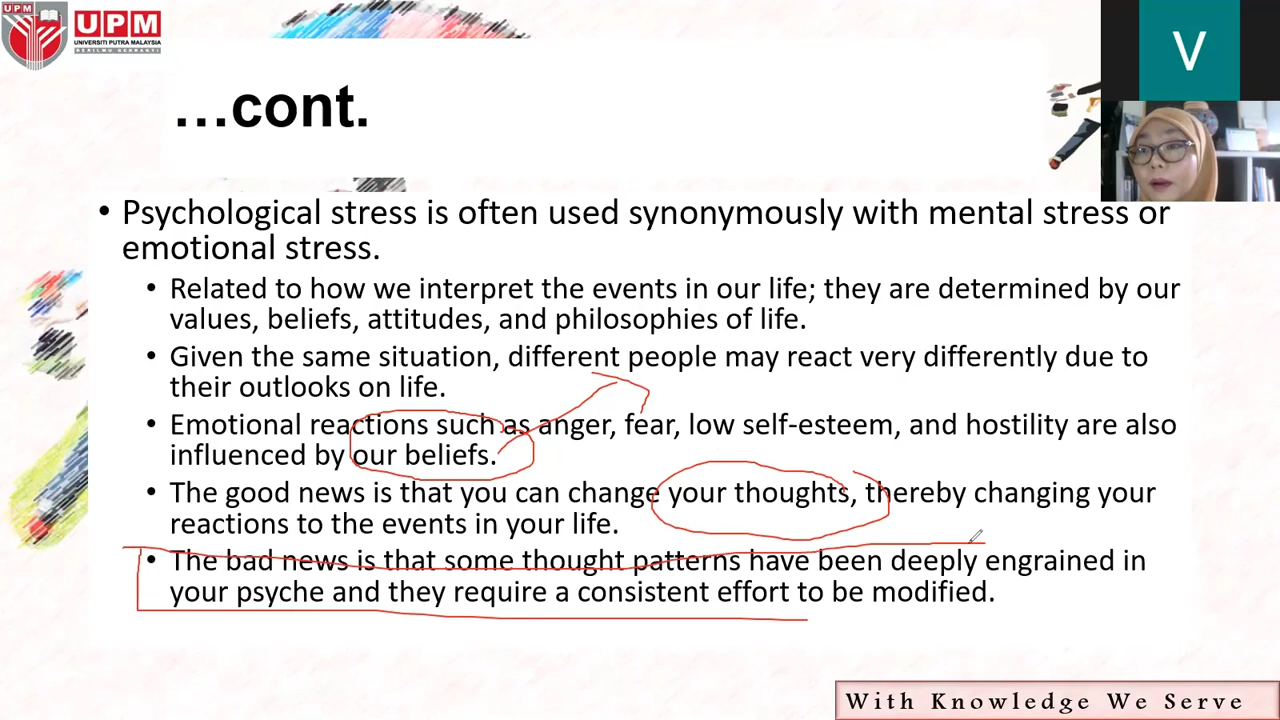 UPM
UPM
UNIVERSITI PUTRA MALAYSIA
BERILMU BERBAKTI
V
...cont.
• Psychological stress is often used synonymously with mental stress or
emotional stress.
• Related to how we interpret the events in our life; they are determined by our
values, beliefs, attitudes, and philosophies of life.
• Given the same situation, different people may react very differently due to
their outlooks on life.
• Emotional reactions such as anger, fear, low self-esteem, and hostility are also
influenced by our beliefs.
• The good news is that you can change your thoughts, thereby changing your
reactions to the events in your life.
• The bad news is that some thought patterns have been deeply engrained in
your psyche and they require a consistent effort to be modified.
With Knowledge We Serve